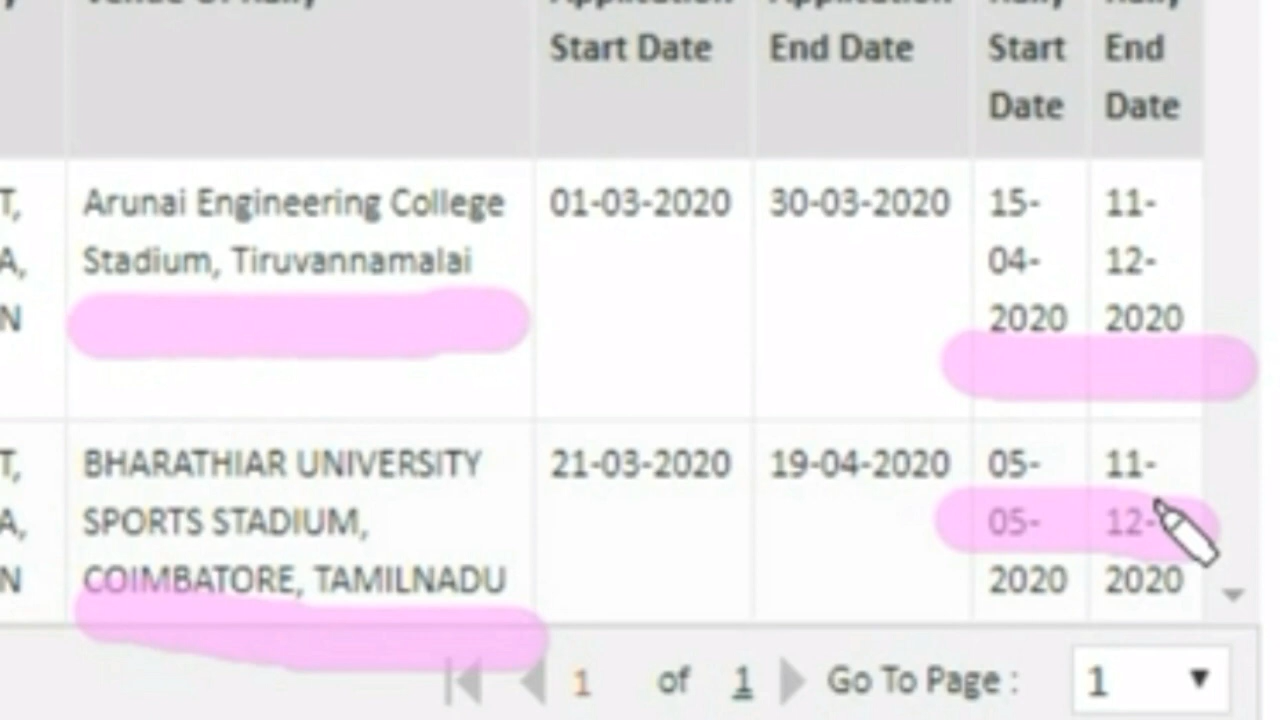 Application Application Rally Rally
Start Date End Date Start End
Date Date
T, Arunai Engineering College 01-03-2020 30-03-2020 15- 11-
A, Stadium, Tiruvannamalai 04- 12-
N 2020 2020
T, BHARATHIAR UNIVERSITY 21-03-2020 19-04-2020 05- 11-
A, SPORTS STADIUM, 05- 12-
N COIMBATORE, TAMILNADU 2020 2020
1 of 1 Go To Page : 1